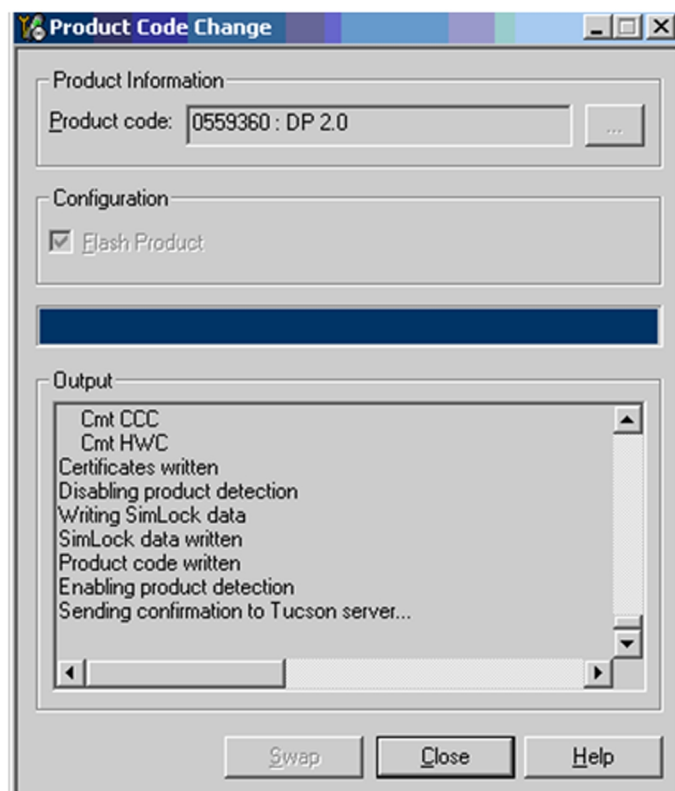 Product Code Change
Product Information
Product code: 0559360 : DP 2.0
...
Configuration
Flash Product
Output
Cmt CCC
Cmt HWC
Certificates written
Disabling product detection
Writing SimLock data
SimLock data written
Product code written
Enabling product detection
Sending confirmation to Tucson server...
Swap Close Help